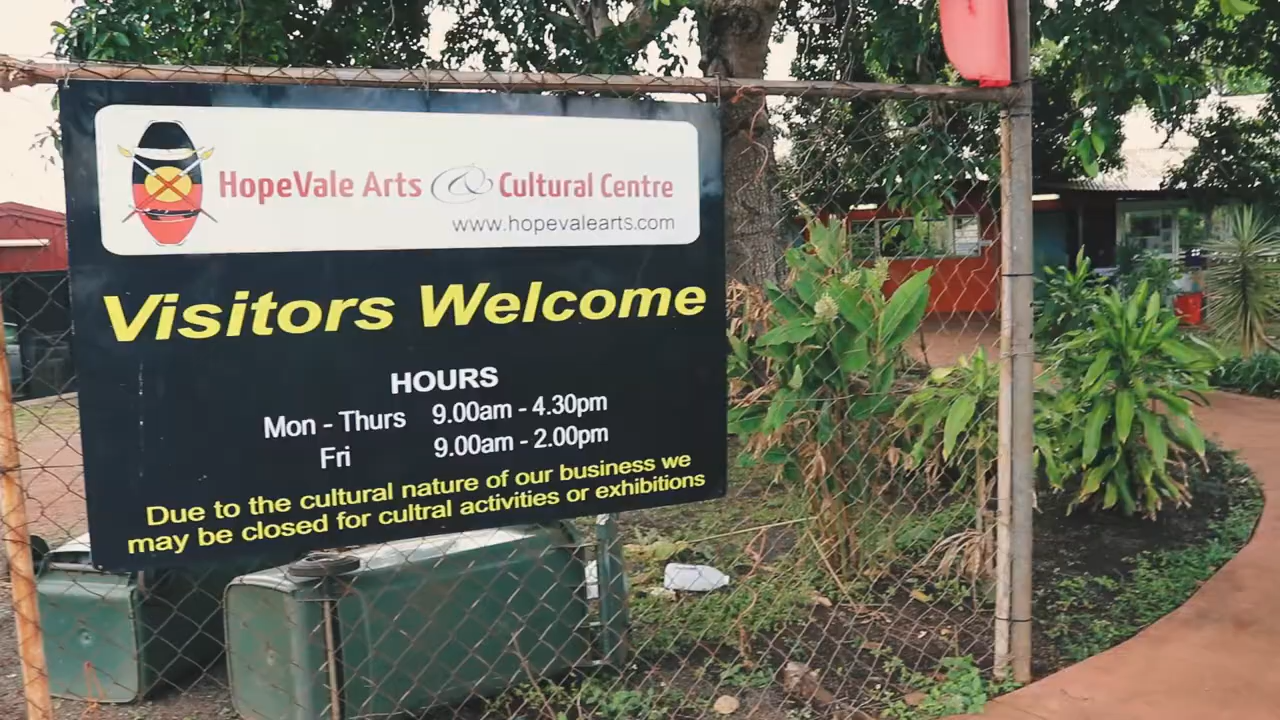 HopeVale Arts & Cultural Centre
www.hopevalearts.com
Visitors Welcome
HOURS
Mon - Thurs 9.00am - 4.30pm
Fri 9.00am - 2.00pm
Due to the cultural nature of our business we
may be closed for cultral activities or exhibitions